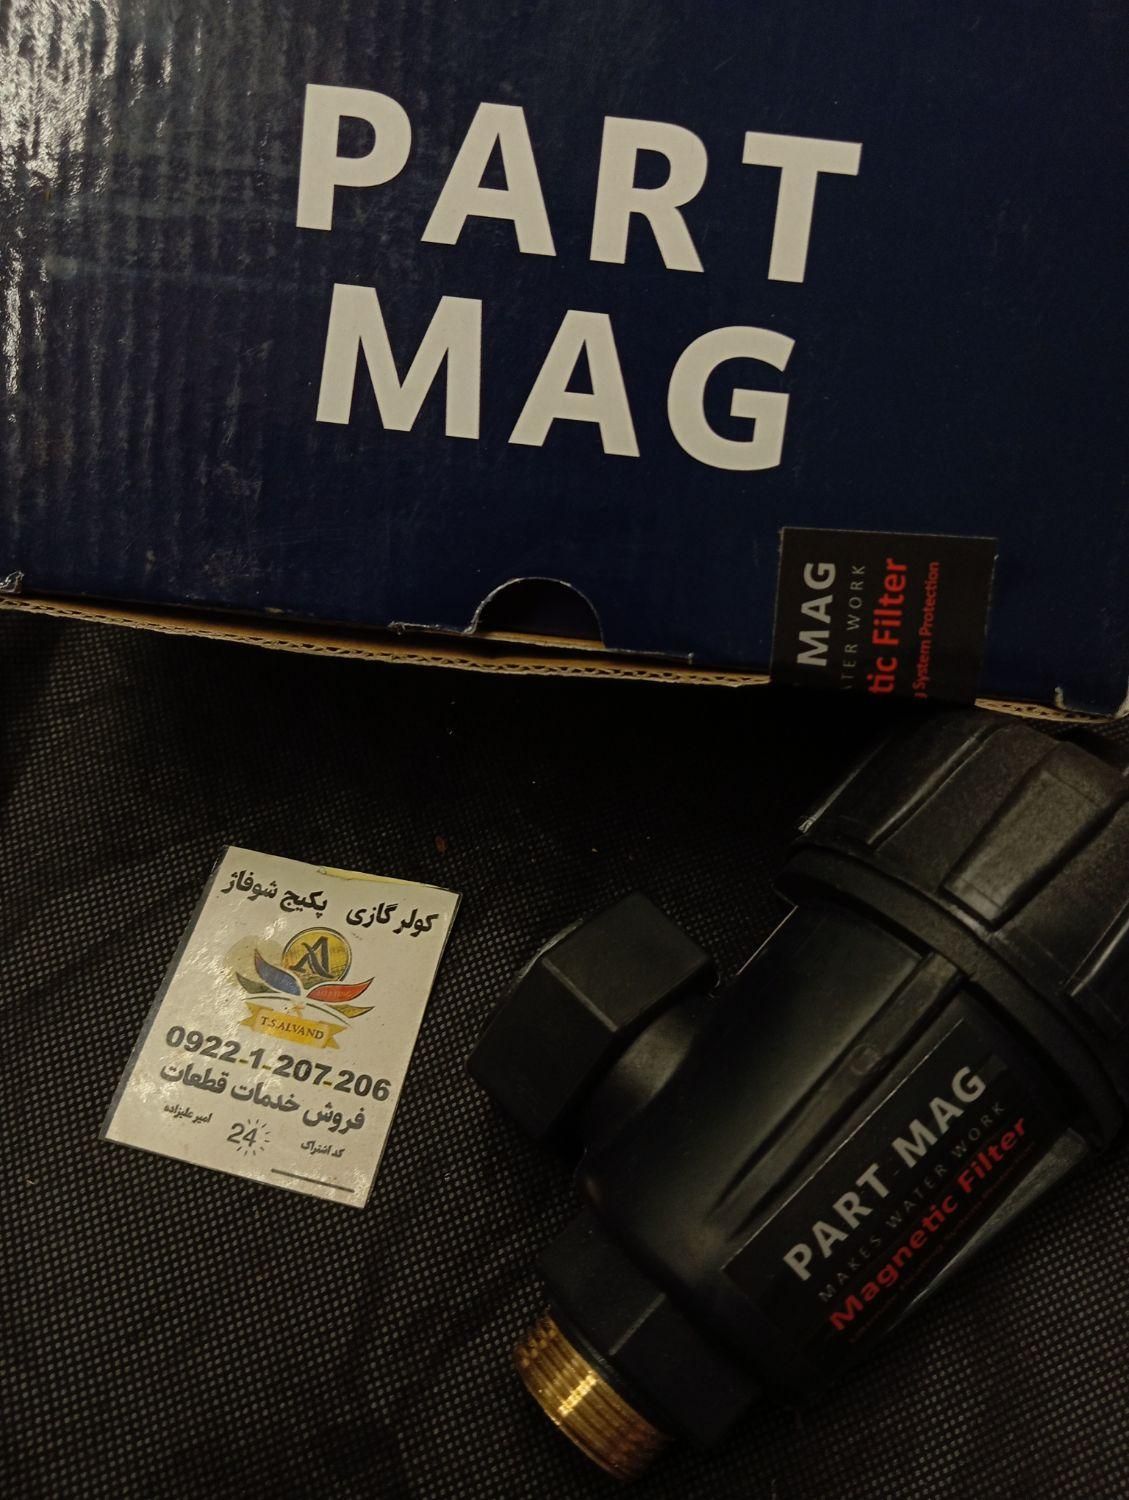 PART
MAG
MAG
ATER WORK
tic Filter
g System Protection
کولر گازی پکیج شوفاژ
T.S.ALVAND
0922-1-207-206
فروش خدمات قطعات
امیر علیزاده
24
کد اشتراک
PART MAG
MAKES WATER WORK
Magnetic Filter